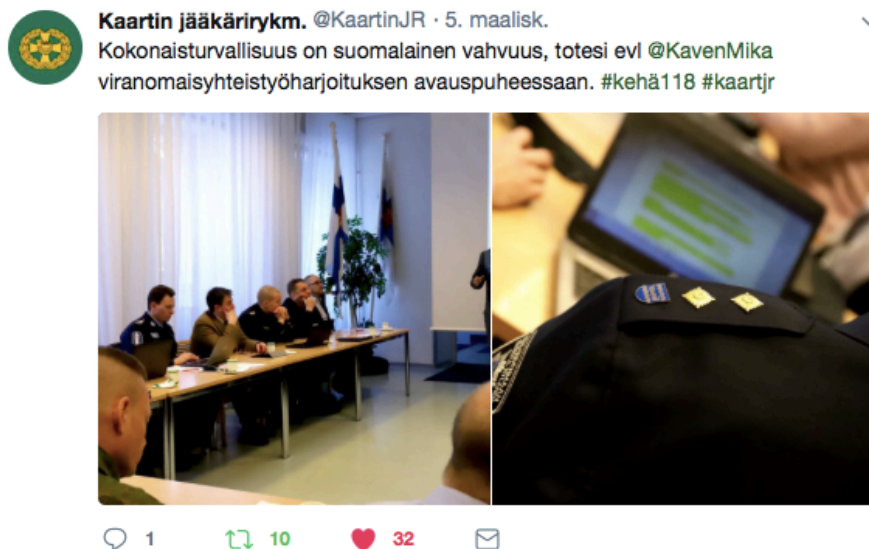 Kaartin jääkärirykm. @KaartinJR · 5. maalisk.
Kokonaisturvallisuus on suomalainen vahvuus, totesi evl @KavenMika
viranomaisyhteistyöharjoituksen avauspuheessaan. #kehä118 #kaartjr
1 10 32